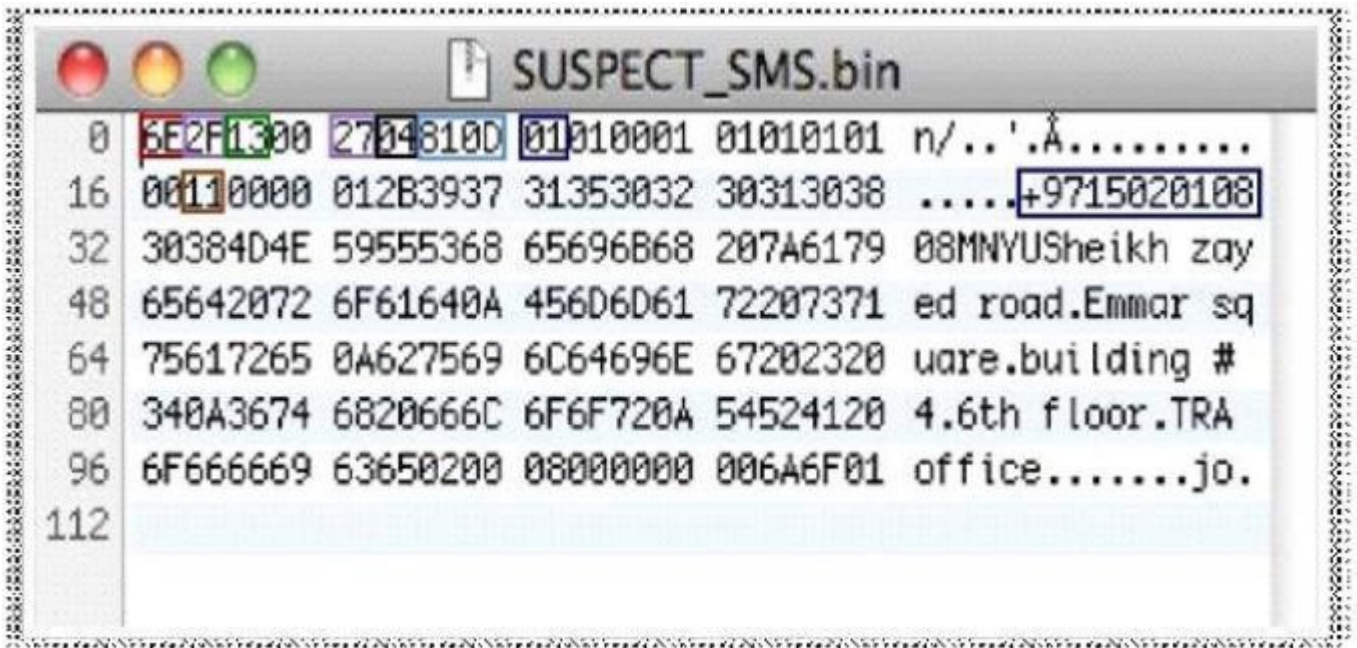 SUSPECT_SMS.bin
0 6E2F1300 2704810D 01010001 01010101 n/..'.Å.........
16 00110000 012B3937 31353032 30313038 .....+9715020108
32 30384D4E 59555368 65696B68 207A6179 08MNYUSheikh zay
48 65642072 6F61640A 456D6D61 72207371 ed road.Emmar sq
64 75617265 0A627569 6C64696E 67202320 uare.building #
80 340A3674 6820666C 6F6F720A 54524120 4.6th floor.TRA
96 6F666669 63650200 08000000 006A6F01 office.......jo.
112